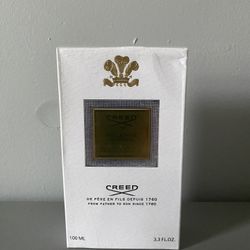 CREED
CREED
DE PÈRE EN FILS DEPUIS 1760
FROM FATHER TO SON SINCE 1760
100 ML
3.3 FL.OZ.